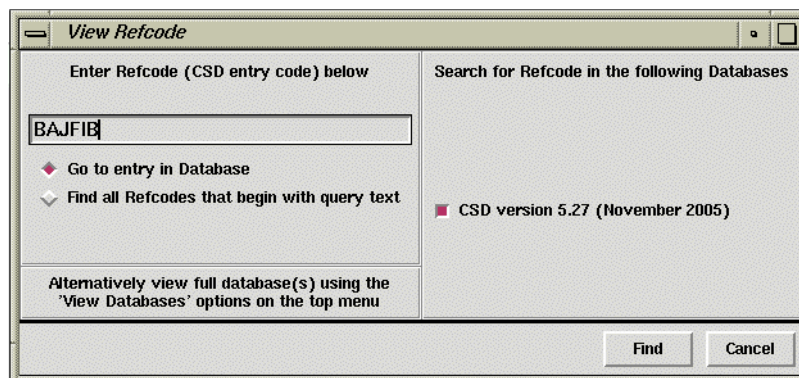 View Refcode
Enter Refcode (CSD entry code) below
BAJFIB
Go to entry in Database
Find all Refcodes that begin with query text
Alternatively view full database(s) using the
'View Databases' options on the top menu
Search for Refcode in the following Databases
CSD version 5.27 (November 2005)
Find
Cancel